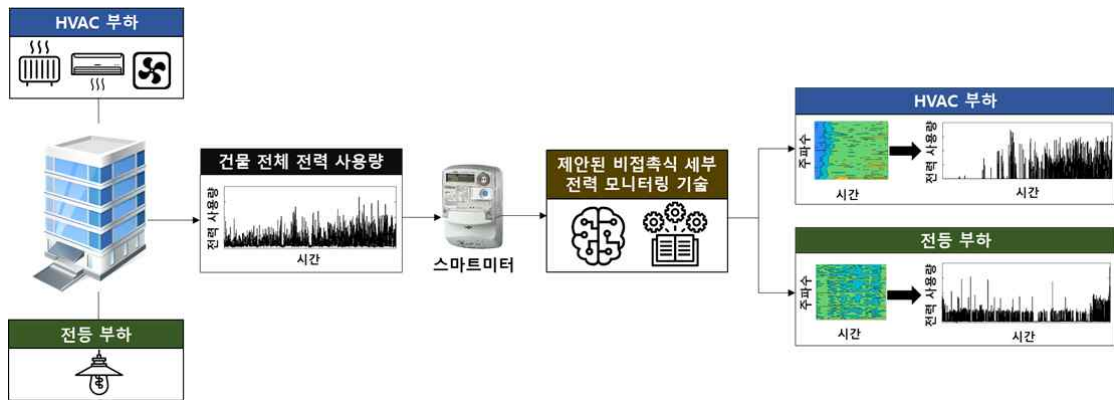 HVAC 부하
전등 부하
건물 전체 전력 사용량
전력 사용량
시간
스마트미터
제안된 비접촉식 세부
전력 모니터링 기술
HVAC 부하
주파수
시간
전력 사용량
시간
전등 부하
주파수
시간
전력 사용량
시간